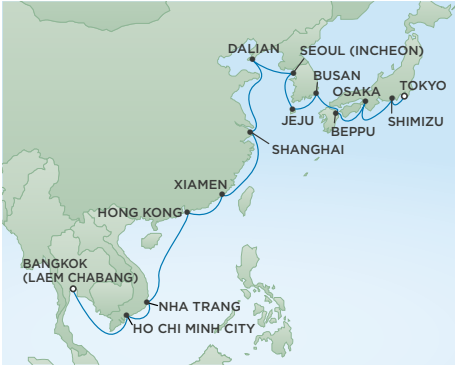 DALIAN
SEOUL (INCHEON)
BUSAN
TOKYO
OSAKA
JEJU
SHIMIZU
BEPPU
SHANGHAI
XIAMEN
HONG KONG
BANGKOK
(LAEM CHABANG)
NHA TRANG
HO CHI MINH CITY